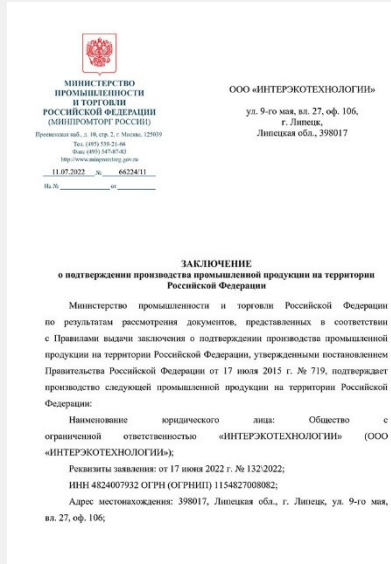 МИНИСТЕРСТВО
ПРОМЫШЛЕННОСТИ
И ТОРГОВЛИ
РОССИЙСКОЙ ФЕДЕРАЦИИ
(МИНПРОМТОРГ РОССИИ)
Пресненская наб., д. 10, стр. 2, г. Москва, 125039
Тел. (495) 539-21-66
Факс (495) 547-87-83
http://www.minpromtorg.gov.ru
11.07.2022 № 66224/11
На № от
ООО «ИНТЕРЭКОТЕХНОЛОГИИ»
ул. 9-го мая, вл. 27, оф. 106,
г. Липецк,
Липецкая обл., 398017
ЗАКЛЮЧЕНИЕ
о подтверждении производства промышленной продукции на территории
Российской Федерации
Министерство промышленности и торговли Российской Федерации
по результатам рассмотрения документов, представленных в соответствии
с Правилами выдачи заключения о подтверждении производства промышленной
продукции на территории Российской Федерации, утвержденными постановлением
Правительства Российской Федерации от 17 июля 2015 г. № 719, подтверждает
производство следующей промышленной продукции на территории Российской
Федерации:
Наименование юридического лица: Общество с
ограниченной ответственностью «ИНТЕРЭКОТЕХНОЛОГИИ» (ООО
«ИНТЕРЭКОТЕХНОЛОГИИ»);
Реквизиты заявления: от 17 июня 2022 г. № 132\2022;
ИНН 4824007932 ОГРН (ОГРНИП) 1154827008082;
Адрес местонахождения: 398017, Липецкая обл., г. Липецк, ул. 9-го мая,
вл. 27, оф. 106;